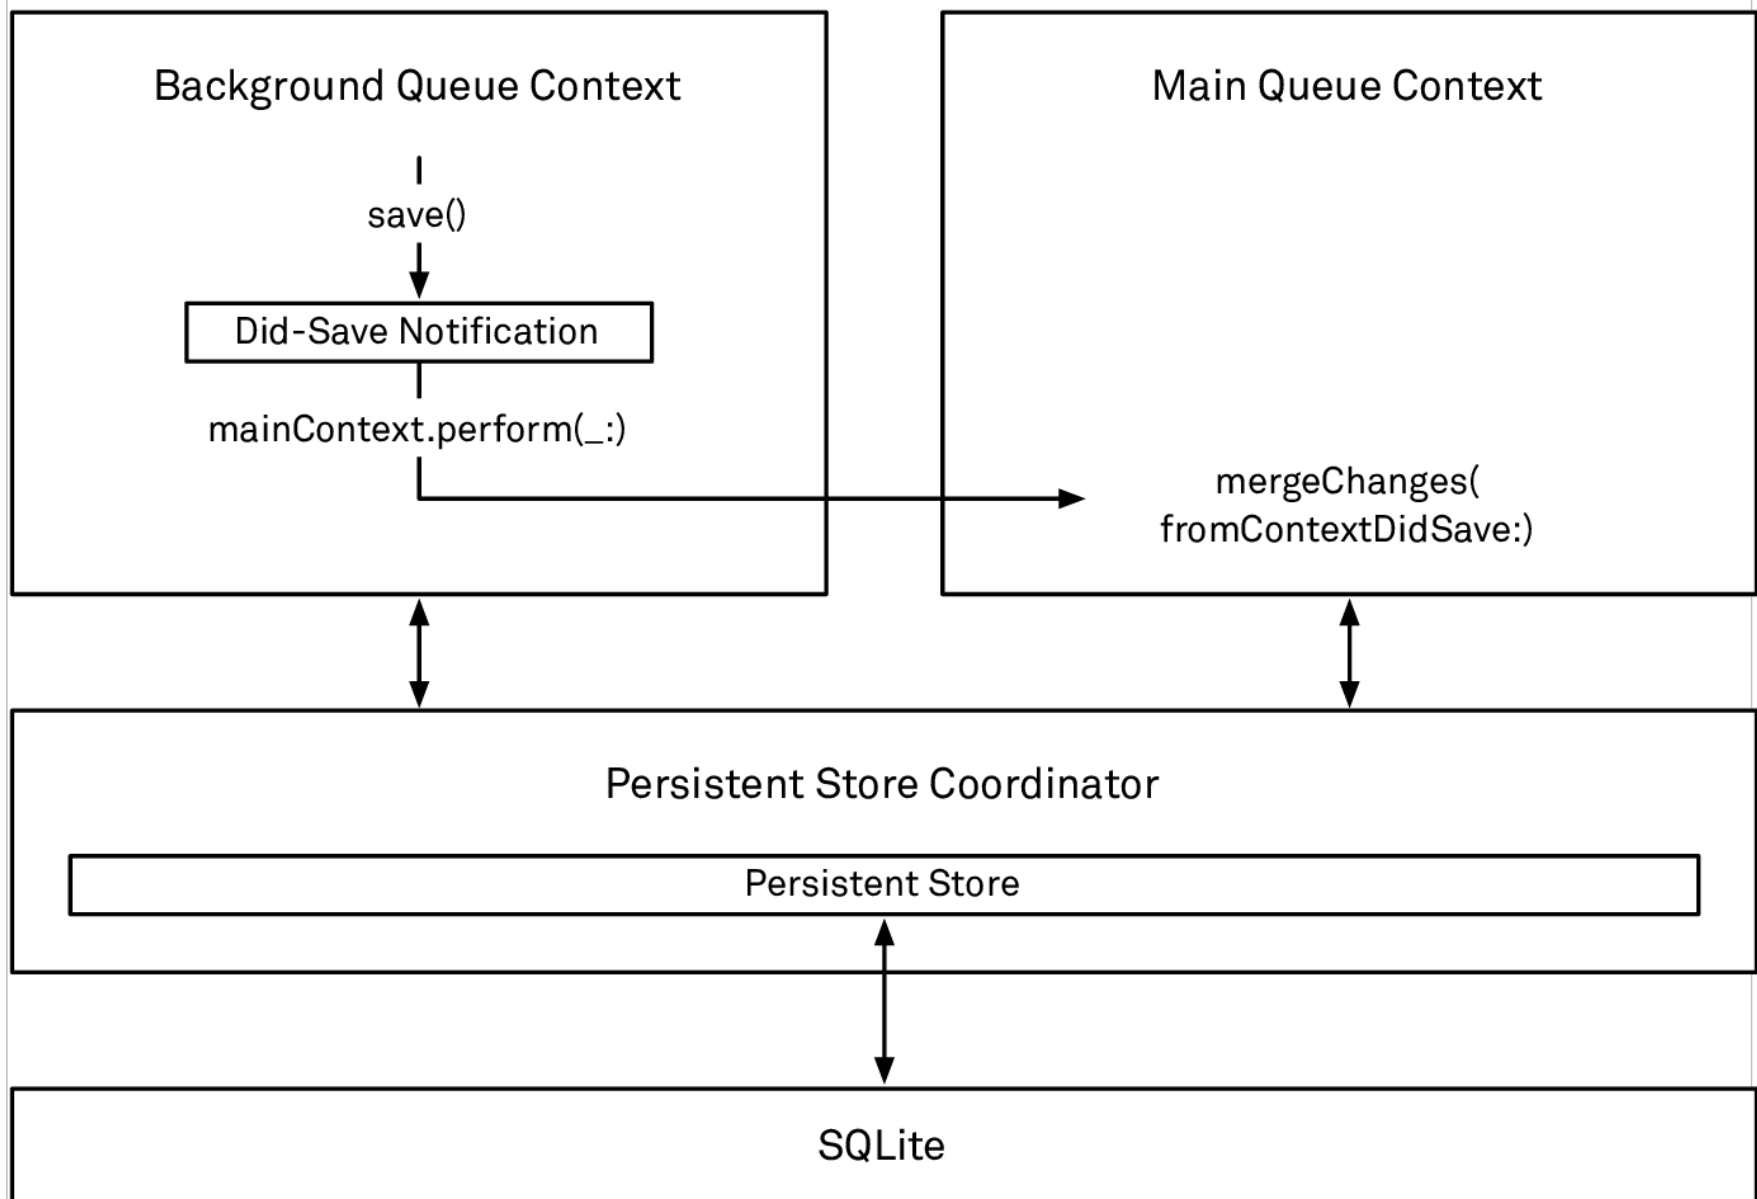 Background Queue Context
save()
Did-Save Notification
mainContext.perform(_:)
Main Queue Context
mergeChanges(
fromContextDidSave:)
Persistent Store Coordinator
Persistent Store
SQLite